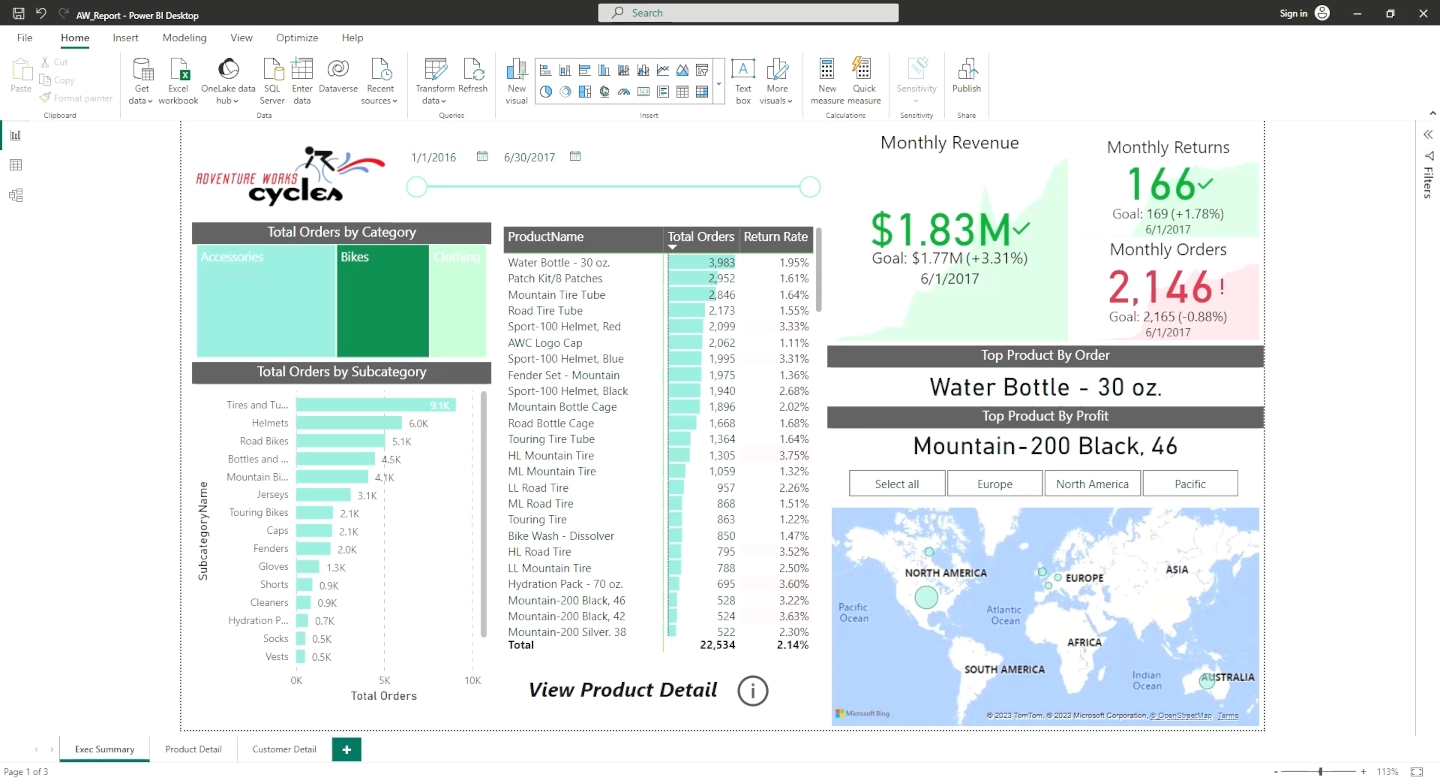 AW_Report - Power BI Desktop
Search
Sign in
File Home Insert Modeling View Optimize Help
Paste
Cut
Copy
Format painter
Clipboard
Get data
Excel workbook
OneLake data hub
SQL Server
Enter data
Dataverse
Recent sources
Data
Transform data
Refresh
Queries
New visual
Text box
More visuals
Insert
New measure
Quick measure
Calculations
Sensitivity
Sensitivity
Publish
Share
Filters
ADVENTURE WORKS
cycles
1/1/2016 6/30/2017
Total Orders by Category
Accessories Bikes Clothing
Total Orders by Subcategory
SubcategoryName
Tires and Tu... 9.1K
Helmets 6.0K
Road Bikes 5.1K
Bottles and ... 4.5K
Mountain Bi... 4.1K
Jerseys 3.1K
Touring Bikes 2.1K
Caps 2.1K
Fenders 2.0K
Gloves 1.3K
Shorts 0.9K
Cleaners 0.9K
Hydration P... 0.7K
Socks 0.5K
Vests 0.5K
0K 5K 10K
Total Orders
ProductName Total Orders Return Rate
Water Bottle - 30 oz. 3,983 1.95%
Patch Kit/8 Patches 2,952 1.61%
Mountain Tire Tube 2,846 1.64%
Road Tire Tube 2,173 1.55%
Sport-100 Helmet, Red 2,099 3.33%
AWC Logo Cap 2,062 1.11%
Sport-100 Helmet, Blue 1,995 3.31%
Fender Set - Mountain 1,975 1.36%
Sport-100 Helmet, Black 1,940 2.68%
Mountain Bottle Cage 1,896 2.02%
Road Bottle Cage 1,668 1.68%
Touring Tire Tube 1,364 1.64%
HL Mountain Tire 1,305 3.75%
ML Mountain Tire 1,059 1.32%
LL Road Tire 957 2.26%
ML Road Tire 868 1.51%
Touring Tire 863 1.22%
Bike Wash - Dissolver 850 1.47%
HL Road Tire 795 3.52%
LL Mountain Tire 788 2.50%
Hydration Pack - 70 oz. 695 3.60%
Mountain-200 Black, 46 528 3.22%
Mountain-200 Black, 42 524 3.63%
Mountain-200 Silver, 38 522 2.30%
Total 22,534 2.14%
View Product Detail
Monthly Revenue
$1.83M
Goal: $1.77M (+3.31%)
6/1/2017
Monthly Returns
166
Goal: 169 (+1.78%)
6/1/2017
Monthly Orders
2,146!
Goal: 2,165 (-0.88%)
6/1/2017
Top Product By Order
Water Bottle - 30 oz.
Top Product By Profit
Mountain-200 Black, 46
Select all Europe North America Pacific
NORTH AMERICA
EUROPE
ASIA
Pacific Ocean
Atlantic Ocean
AFRICA
SOUTH AMERICA
Indian Ocean
AUSTRALIA
Microsoft Bing
© 2023 TomTom, © 2023 Microsoft Corporation, © OpenStreetMap Terms
Exec Summary Product Detail Customer Detail +
Page 1 of 3
- + 113%